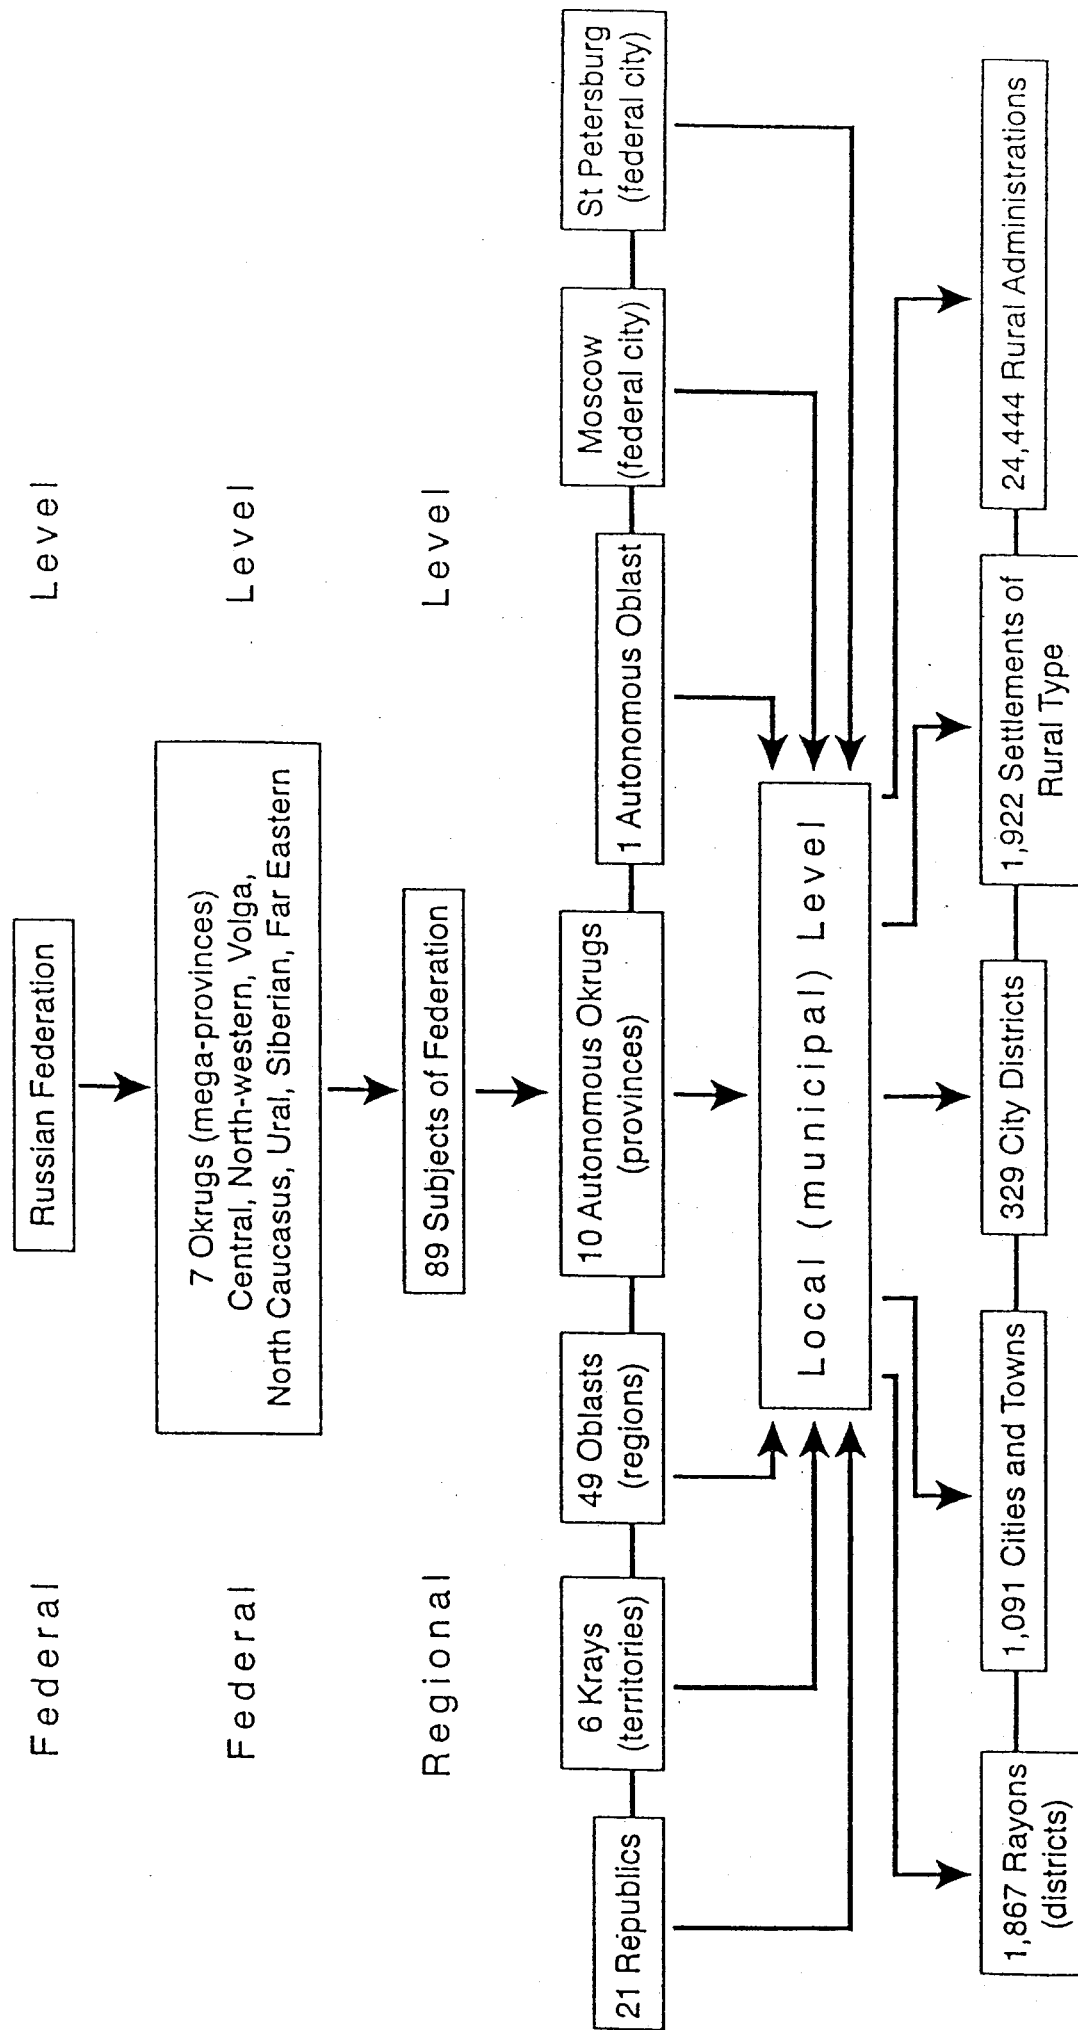 Federal Level
Russian Federation
Federal Level
7 Okrugs (mega-provinces)
Central, North-western, Volga,
North Caucasus, Ural, Siberian, Far Eastern
Regional Level
89 Subjects of Federation
21 Republics
6 Krays
(territories)
49 Oblasts
(regions)
10 Autonomous Okrugs
(provinces)
1 Autonomous Oblast
Moscow
(federal city)
St Petersburg
(federal city)
Local (municipal) Level
1,867 Rayons
(districts)
1,091 Cities and Towns
329 City Districts
1,922 Settlements of
Rural Type
24,444 Rural Administrations